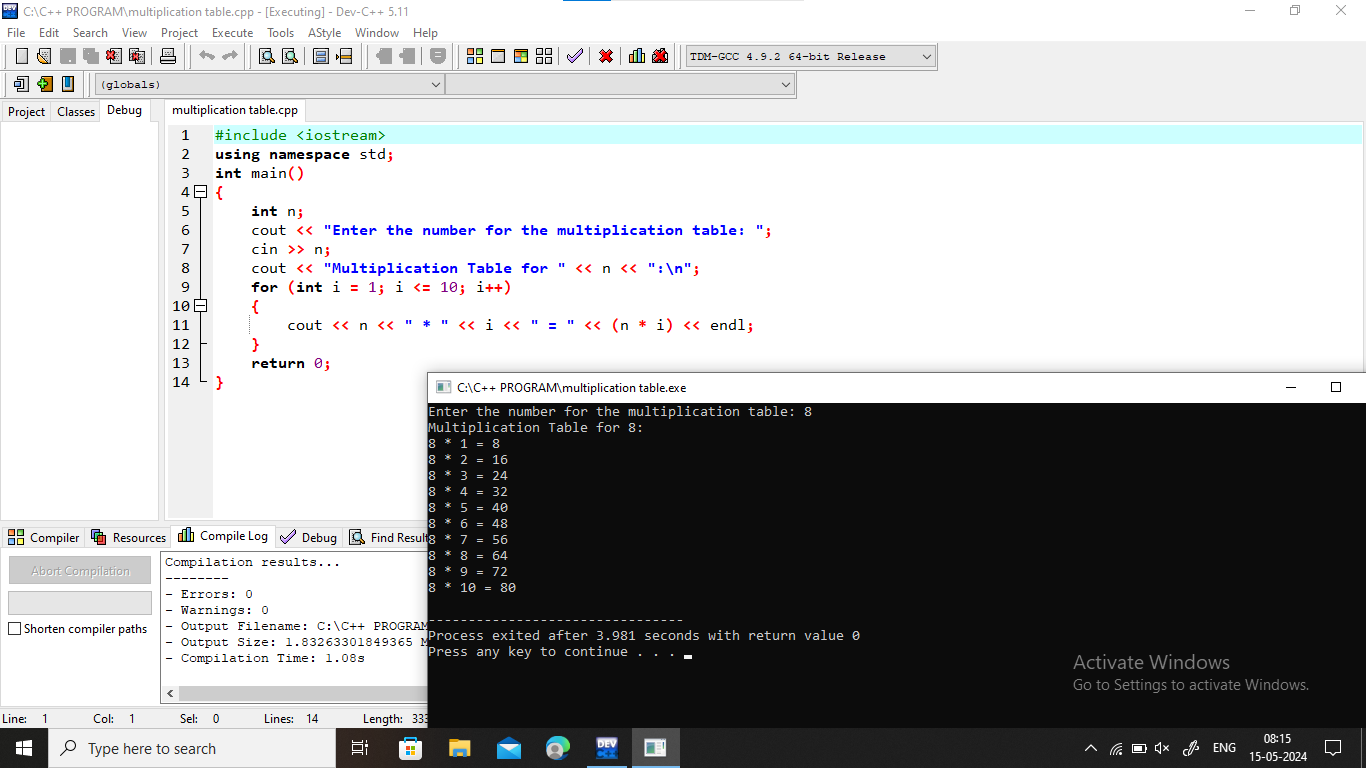 C:\C++ PROGRAM\multiplication table.cpp - [Executing] - Dev-C++ 5.11
File Edit Search View Project Execute Tools AStyle Window Help
TDM-GCC 4.9.2 64-bit Release
(globals)
Project Classes Debug
multiplication table.cpp
1 #include <iostream>
2 using namespace std;
3 int main()
4 {
5 int n;
6 cout << "Enter the number for the multiplication table: ";
7 cin >> n;
8 cout << "Multiplication Table for " << n << ":\n";
9 for (int i = 1; i <= 10; i++)
10 {
11 cout << n << " * " << i << " = " << (n * i) << endl;
12 }
13 return 0;
14 }
C:\C++ PROGRAM\multiplication table.exe
Enter the number for the multiplication table: 8
Multiplication Table for 8:
8 * 1 = 8
8 * 2 = 16
8 * 3 = 24
8 * 4 = 32
8 * 5 = 40
8 * 6 = 48
8 * 7 = 56
8 * 8 = 64
8 * 9 = 72
8 * 10 = 80
--------------------------------
Process exited after 3.981 seconds with return value 0
Press any key to continue . . .
Compiler Resources Compile Log Debug Find Resul
Abort Compilation
Shorten compiler paths
Compilation results...
--------
- Errors: 0
- Warnings: 0
- Output Filename: C:\C++ PROGRAM
- Output Size: 1.83263301849365 M
- Compilation Time: 1.08s
Activate Windows
Go to Settings to activate Windows.
Line: 1 Col: 1 Sel: 0 Lines: 14 Length: 333
Type here to search
DEV
ENG
08:15
15-05-2024